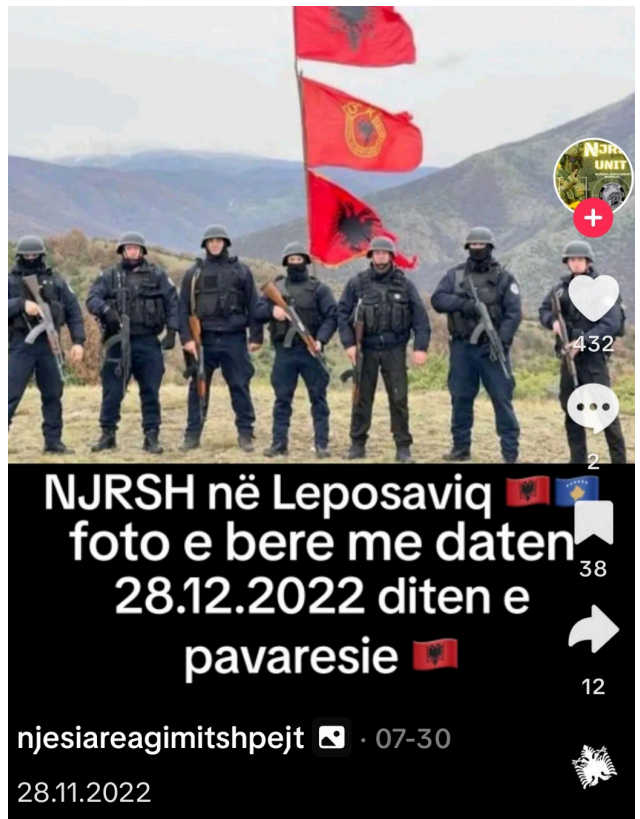 NJRSH
UNIT
432
2
NJRSH në Leposaviq 🇦🇱🇽🇰
foto e bere me daten
28.12.2022 diten e
pavaresie 🇦🇱
38
12
njesiareagimitshpejt · 07-30
28.11.2022